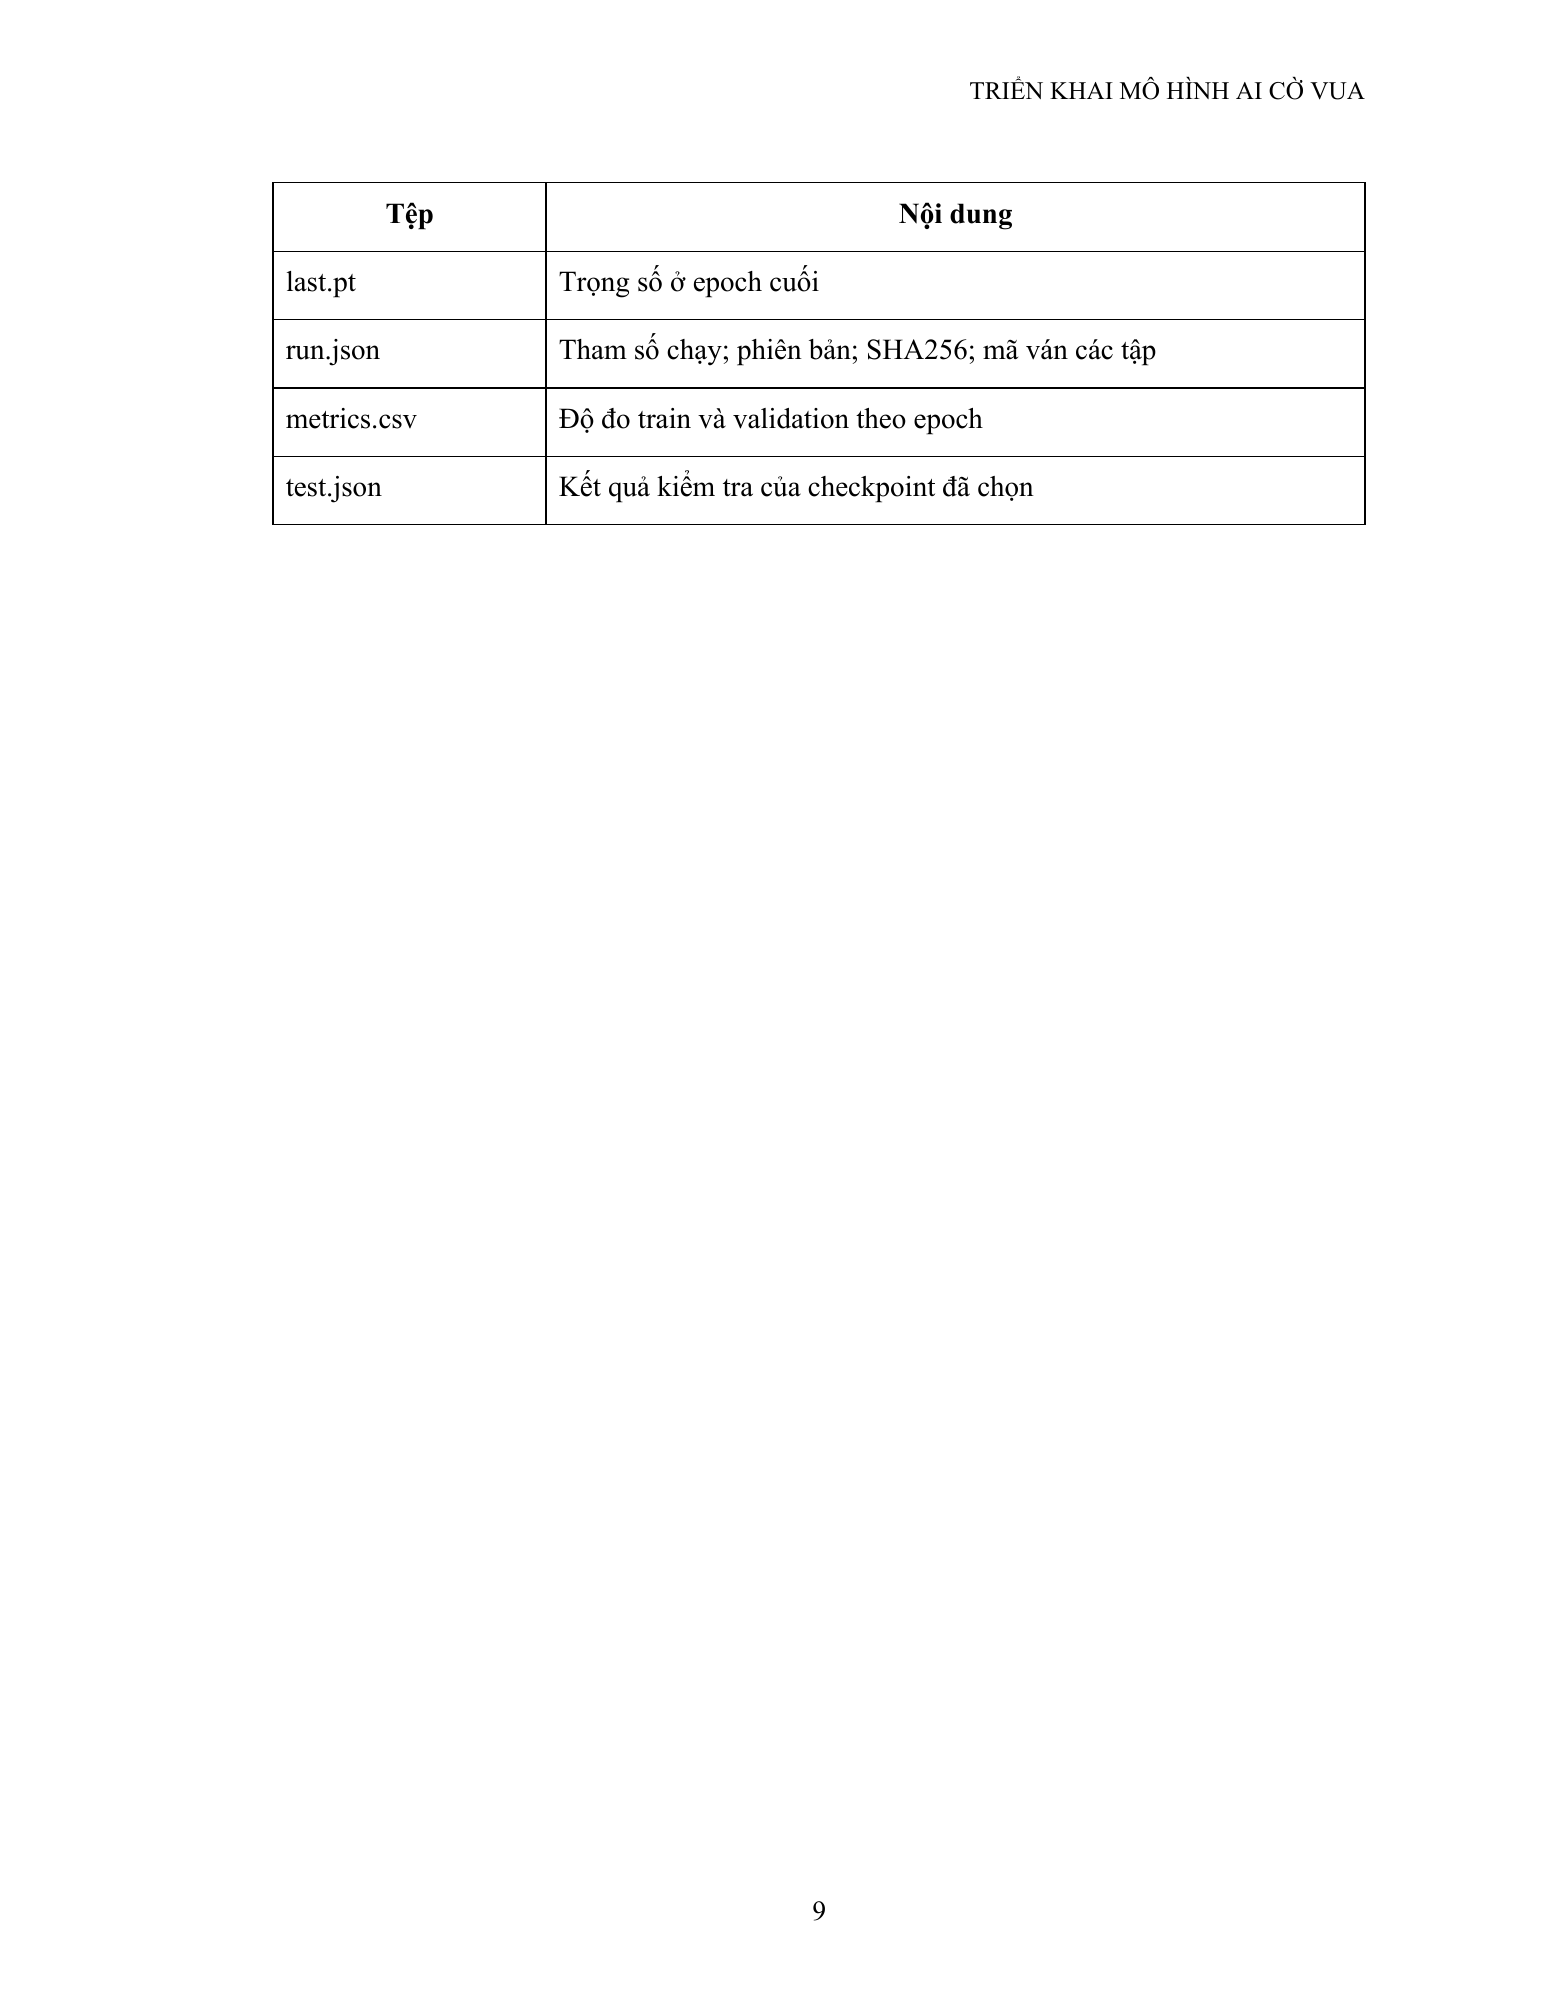 TRIỂN KHAI MÔ HÌNH AI CỜ VUA
Tệp Nội dung
last.pt Trọng số ở epoch cuối
run.json Tham số chạy; phiên bản; SHA256; mã ván các tập
metrics.csv Độ đo train và validation theo epoch
test.json Kết quả kiểm tra của checkpoint đã chọn
9